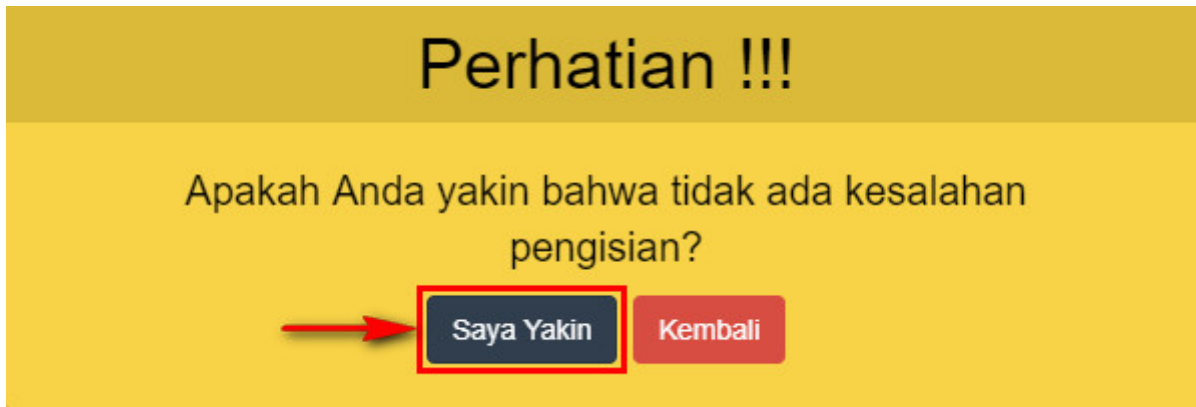 Perhatian !!!
Apakah Anda yakin bahwa tidak ada kesalahan
pengisian?
Saya Yakin
Kembali